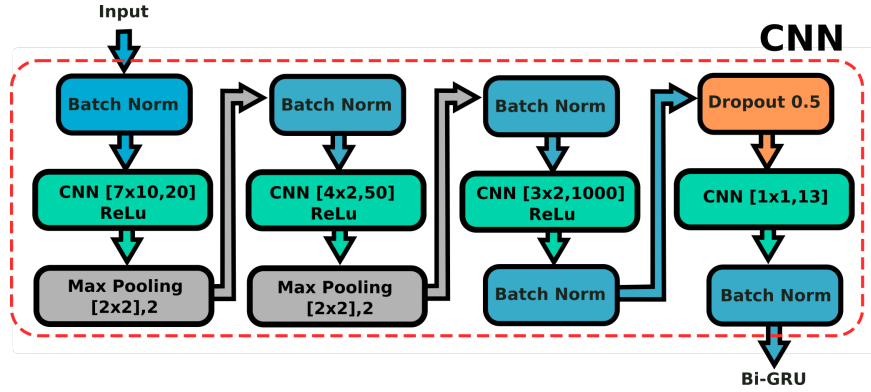 Input
CNN
Batch Norm
CNN [7x10,20]
ReLu
Max Pooling
[2x2],2
Batch Norm
CNN [4x2,50]
ReLu
Max Pooling
[2x2],2
Batch Norm
CNN [3x2,1000]
ReLu
Batch Norm
Dropout 0.5
CNN [1x1,13]
Batch Norm
Bi-GRU